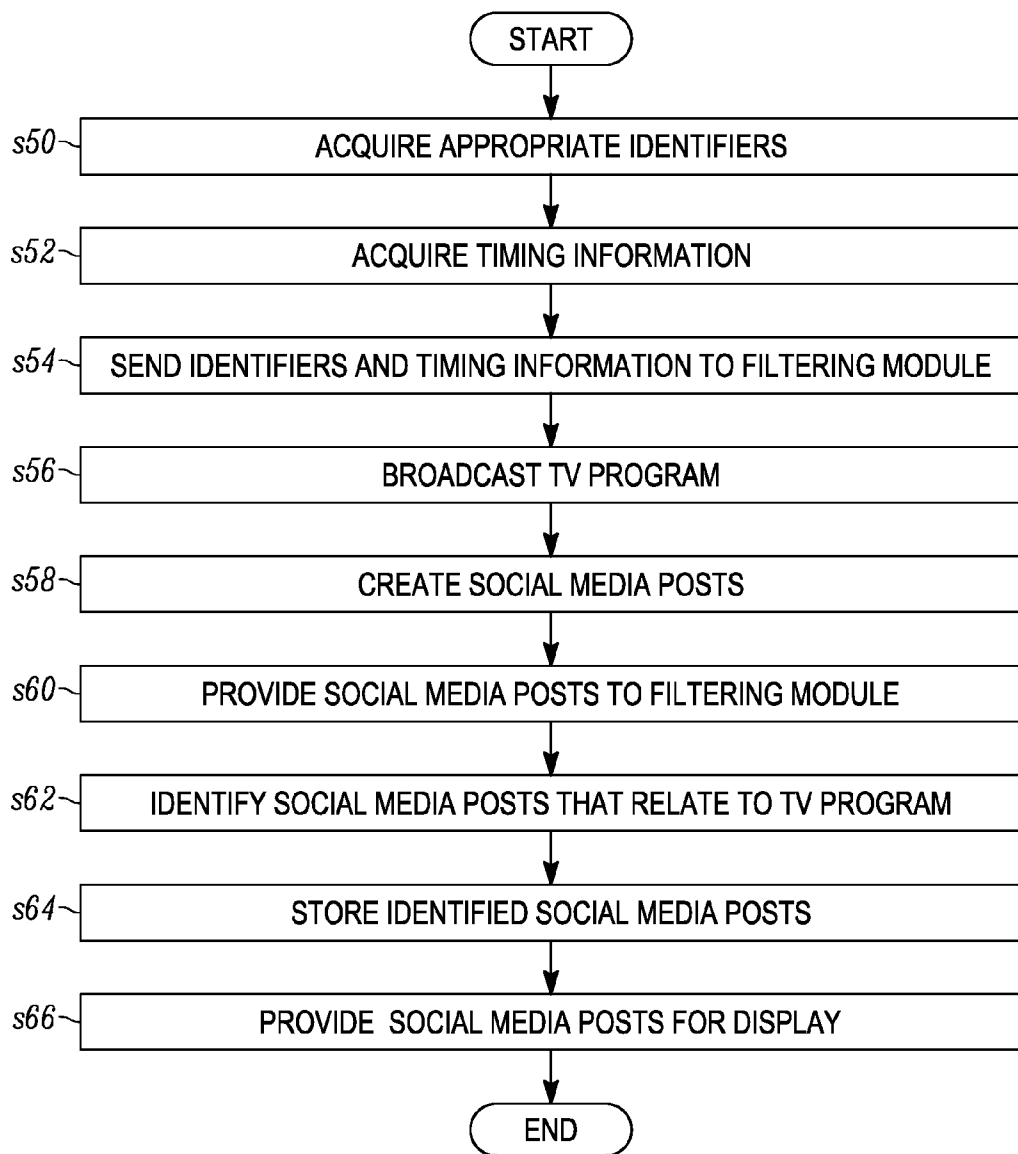 START
s50 ACQUIRE APPROPRIATE IDENTIFIERS
s52 ACQUIRE TIMING INFORMATION
s54 SEND IDENTIFIERS AND TIMING INFORMATION TO FILTERING MODULE
s56 BROADCAST TV PROGRAM
s58 CREATE SOCIAL MEDIA POSTS
s60 PROVIDE SOCIAL MEDIA POSTS TO FILTERING MODULE
s62 IDENTIFY SOCIAL MEDIA POSTS THAT RELATE TO TV PROGRAM
s64 STORE IDENTIFIED SOCIAL MEDIA POSTS
s66 PROVIDE SOCIAL MEDIA POSTS FOR DISPLAY
END